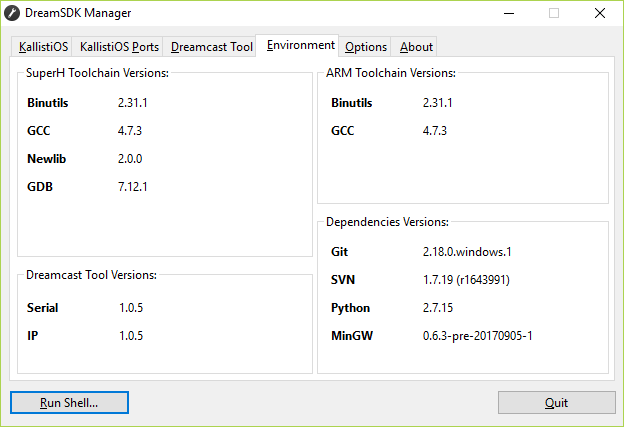 DreamSDK Manager
KallistiOS KallistiOS Ports Dreamcast Tool Environment Options About
SuperH Toolchain Versions:
Binutils 2.31.1
GCC 4.7.3
Newlib 2.0.0
GDB 7.12.1
ARM Toolchain Versions:
Binutils 2.31.1
GCC 4.7.3
Dreamcast Tool Versions:
Serial 1.0.5
IP 1.0.5
Dependencies Versions:
Git 2.18.0.windows.1
SVN 1.7.19 (r1643991)
Python 2.7.15
MinGW 0.6.3-pre-20170905-1
Run Shell... Quit